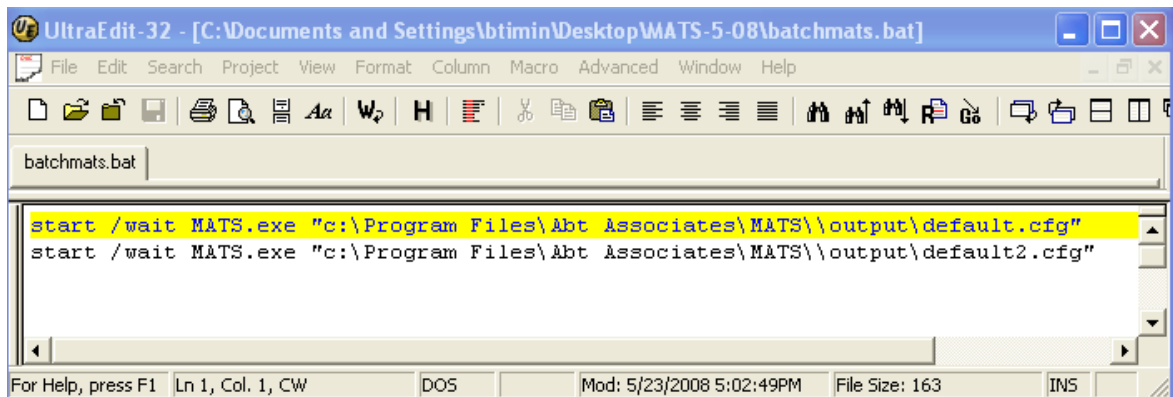 UltraEdit-32 - [C:\Documents and Settings\btimin\Desktop\MATS-5-08\batchmats.bat]
File Edit Search Project View Format Column Macro Advanced Window Help
batchmats.bat
start /wait MATS.exe "c:\Program Files\Abt Associates\MATS\\output\default.cfg"
start /wait MATS.exe "c:\Program Files\Abt Associates\MATS\\output\default2.cfg"
For Help, press F1 Ln 1, Col. 1, CW DOS Mod: 5/23/2008 5:02:49PM File Size: 163 INS